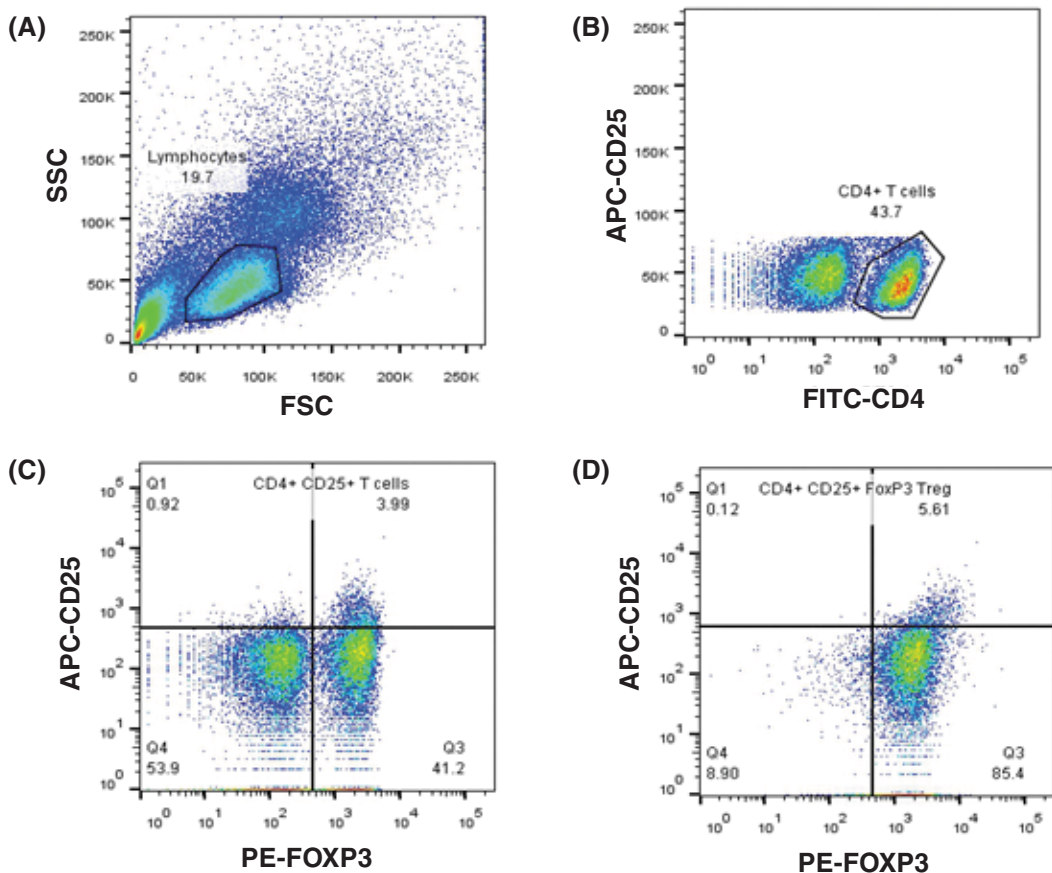 (A)
250K
200K
150K
100K
50K
0
SSC
Lymphocytes
19.7
0 50K 100K 150K 200K 250K
FSC
(B)
250K
200K
150K
100K
50K
0
APC-CD25
CD4+ T cells
43.7
10^0 10^1 10^2 10^3 10^4 10^5
FITC-CD4
(C)
Q1 CD4+ CD25+ T cells
0.92 3.99
10^5
10^4
10^3
10^2
10^1
10^0
APC-CD25
Q4 Q3
53.9 41.2
10^0 10^1 10^2 10^3 10^4 10^5
PE-FOXP3
(D)
Q1 CD4+ CD25+ FoxP3 Treg
0.12 5.61
10^5
10^4
10^3
10^2
10^1
10^0
APC-CD25
Q4 Q3
8.90 85.4
10^0 10^1 10^2 10^3 10^4 10^5
PE-FOXP3